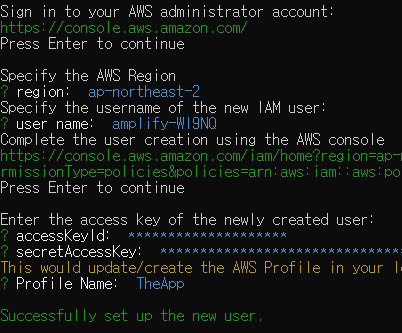 Sign in to your AWS administrator account:
https://console.aws.amazon.com/
Press Enter to continue
Specify the AWS Region
? region: ap-northeast-2
Specify the username of the new IAM user:
? user name: amplify-WI9NQ
Complete the user creation using the AWS console
https://console.aws.amazon.com/iam/home?region=ap-n
rmissionType=policies&policies=arn:aws:iam::aws:po
Press Enter to continue
Enter the access key of the newly created user:
? accessKeyId: ********************
? secretAccessKey: **********************************
This would update/create the AWS Profile in your lo
? Profile Name: TheApp
Successfully set up the new user.